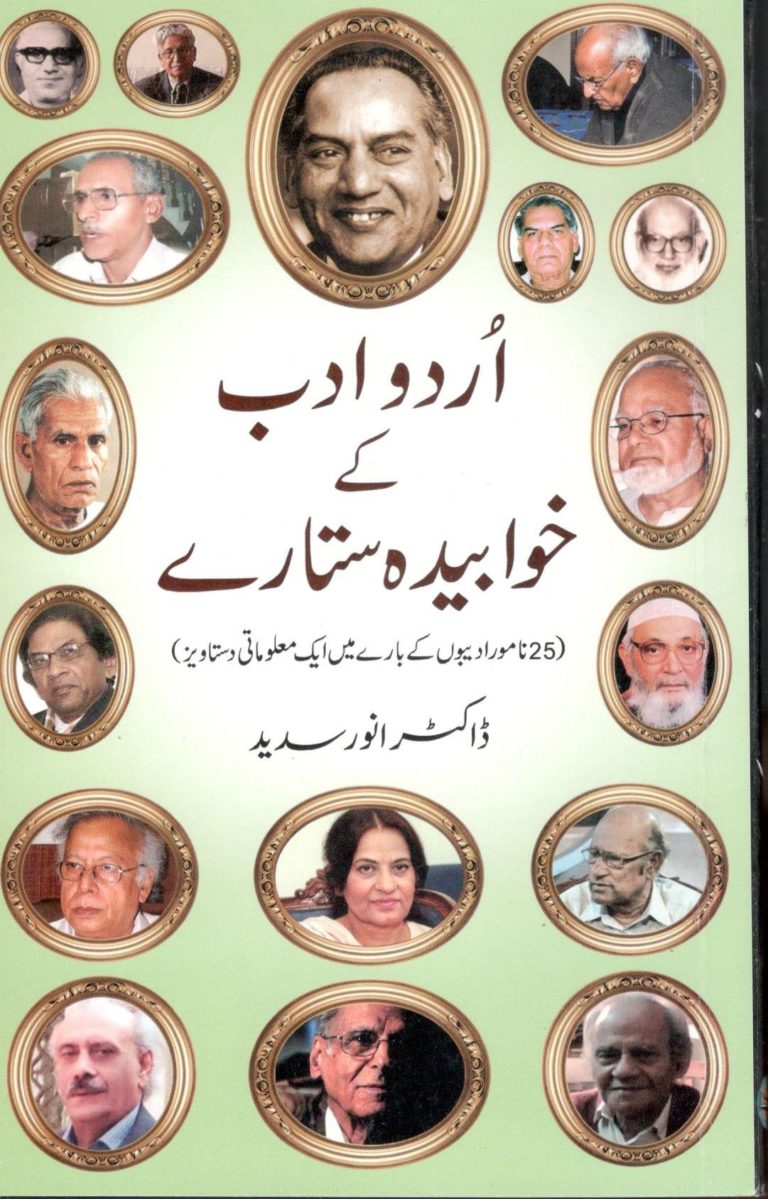 اُردو ادب
کے
خوابیدہ ستارے
(25 نامور ادیبوں کے بارے میں ایک معلوماتی دستاویز)
ڈاکٹر انور سدید